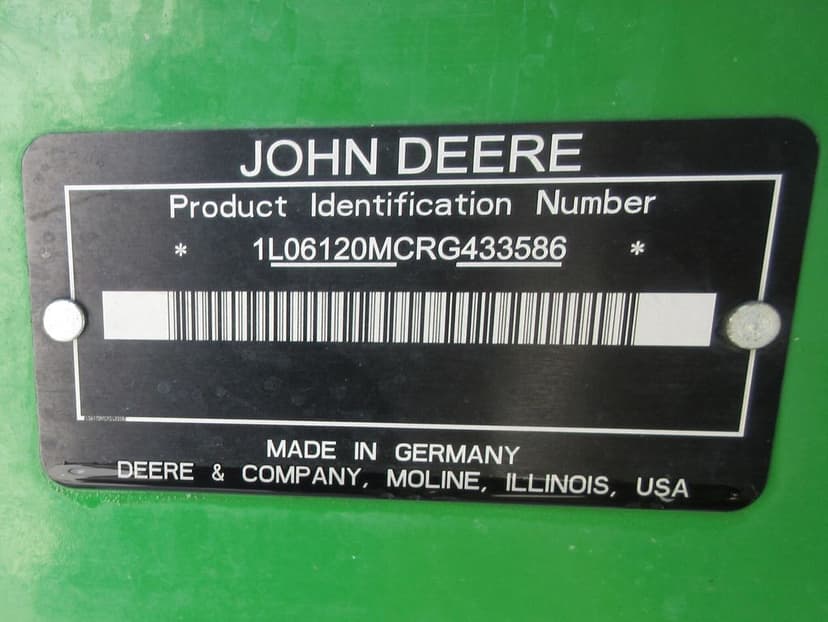 JOHN DEERE
Product Identification Number
* 1L06120MCRG433586 *
MADE IN GERMANY
DEERE & COMPANY, MOLINE, ILLINOIS, USA